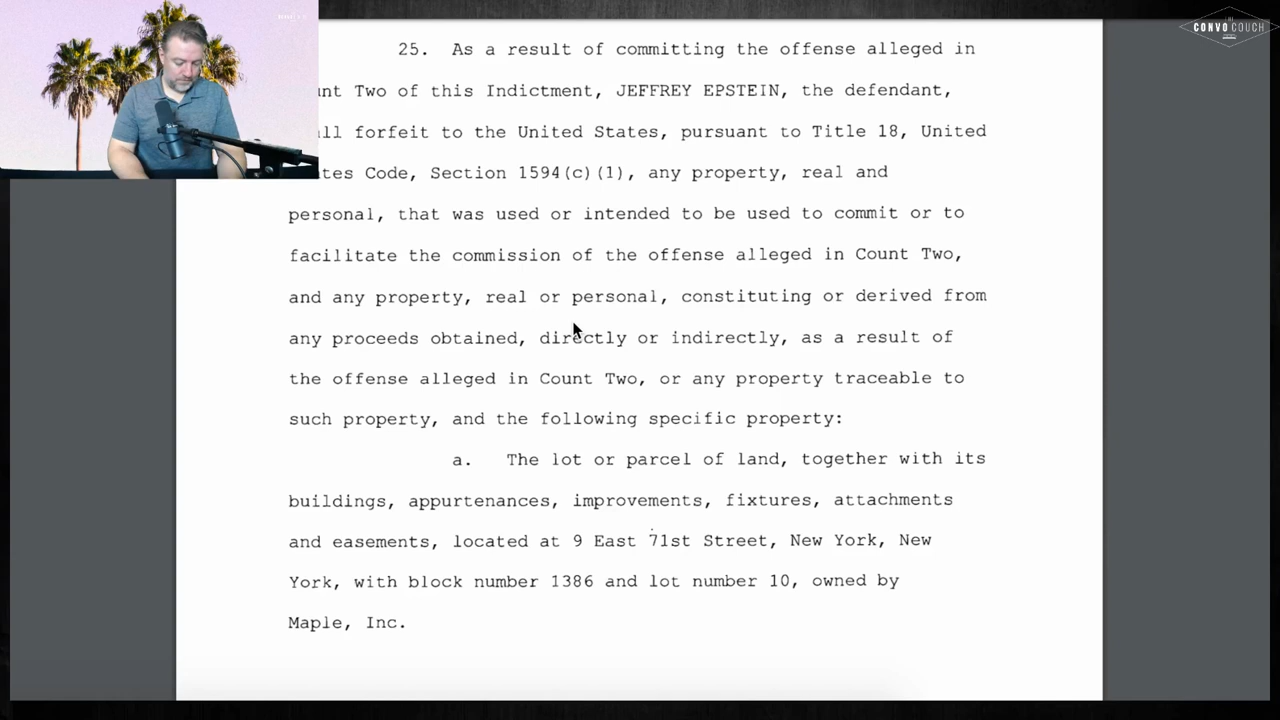 THE
CONVO COUCH
25. As a result of committing the offense alleged in
nt Two of this Indictment, JEFFREY EPSTEIN, the defendant,
ll forfeit to the United States, pursuant to Title 18, United
tes Code, Section 1594(c)(1), any property, real and
personal, that was used or intended to be used to commit or to
facilitate the commission of the offense alleged in Count Two,
and any property, real or personal, constituting or derived from
any proceeds obtained, directly or indirectly, as a result of
the offense alleged in Count Two, or any property traceable to
such property, and the following specific property:
a. The lot or parcel of land, together with its
buildings, appurtenances, improvements, fixtures, attachments
and easements, located at 9 East 71st Street, New York, New
York, with block number 1386 and lot number 10, owned by
Maple, Inc.